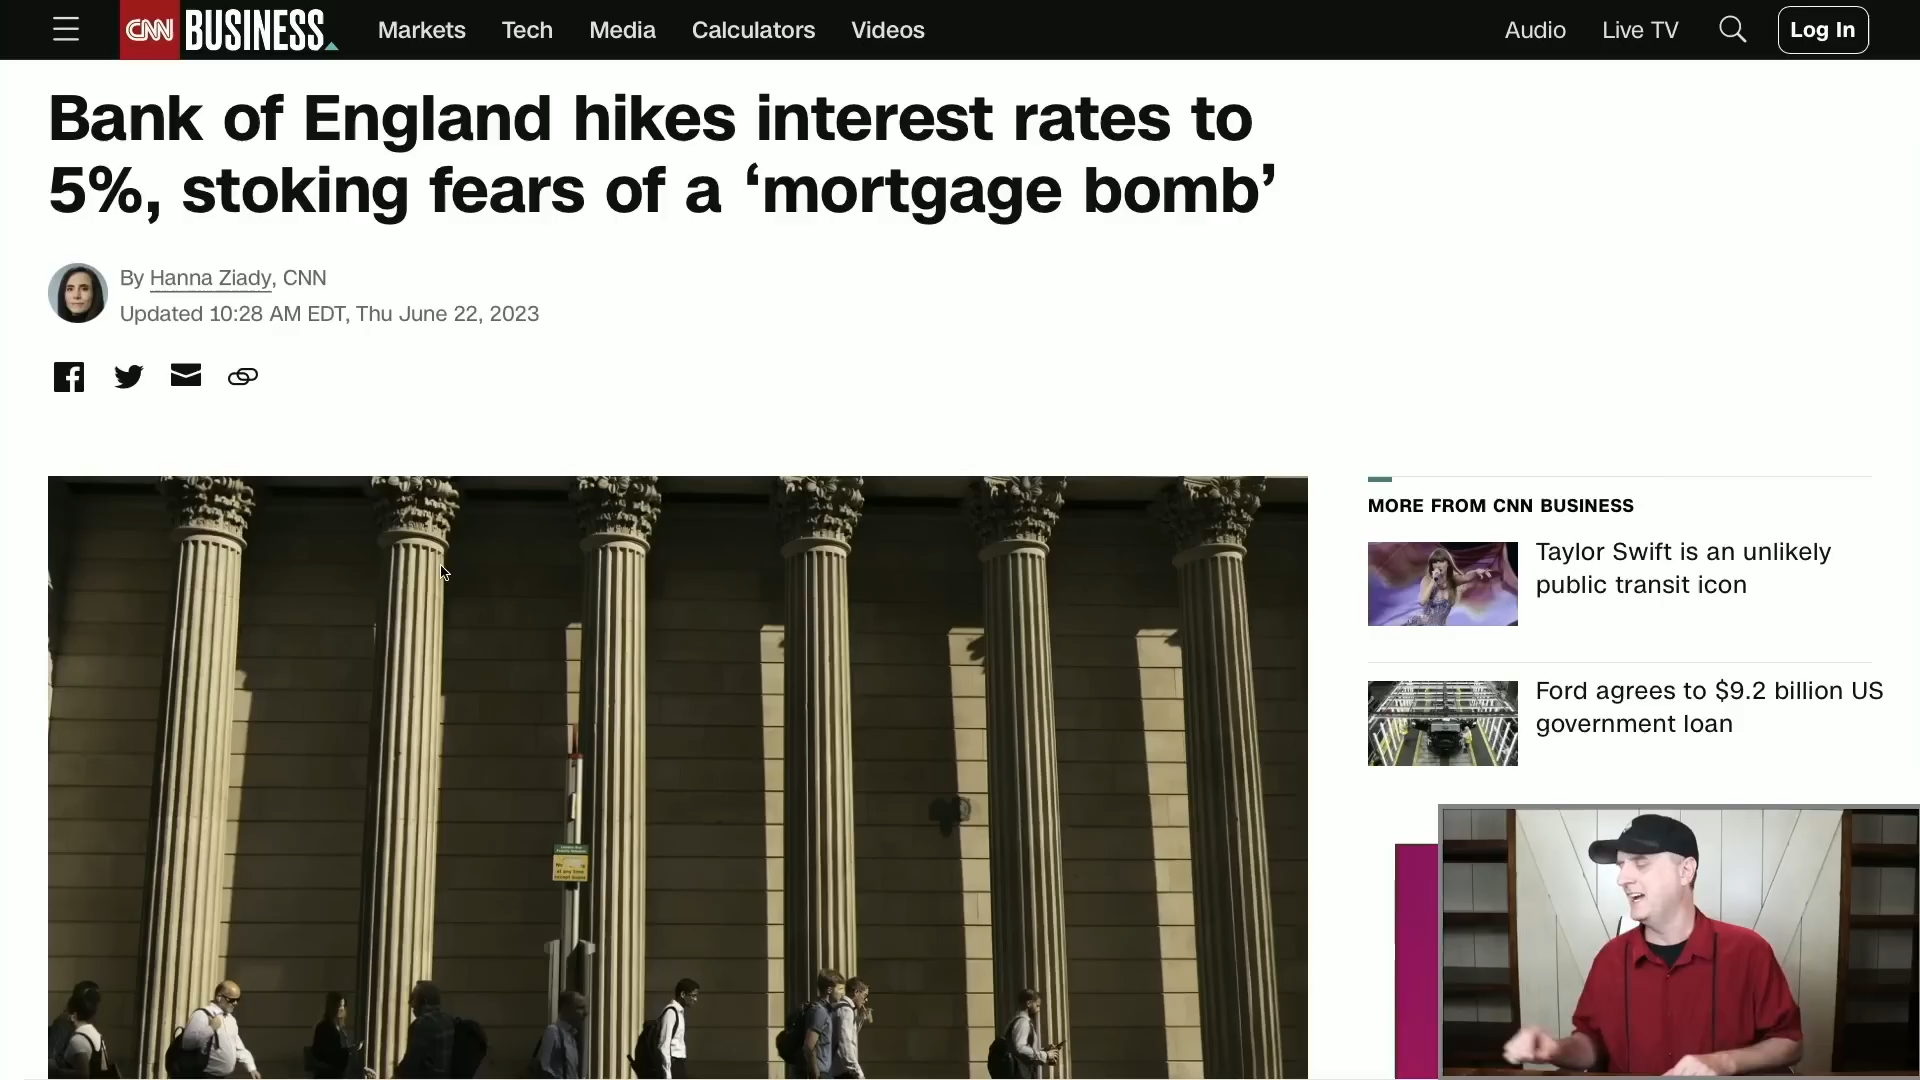 CNN BUSINESS
Markets
Tech
Media
Calculators
Videos
Audio
Live TV
Log In
Bank of England hikes interest rates to
5%, stoking fears of a ‘mortgage bomb’
By Hanna Ziady, CNN
Updated 10:28 AM EDT, Thu June 22, 2023
MORE FROM CNN BUSINESS
Taylor Swift is an unlikely
public transit icon
Ford agrees to $9.2 billion US
government loan